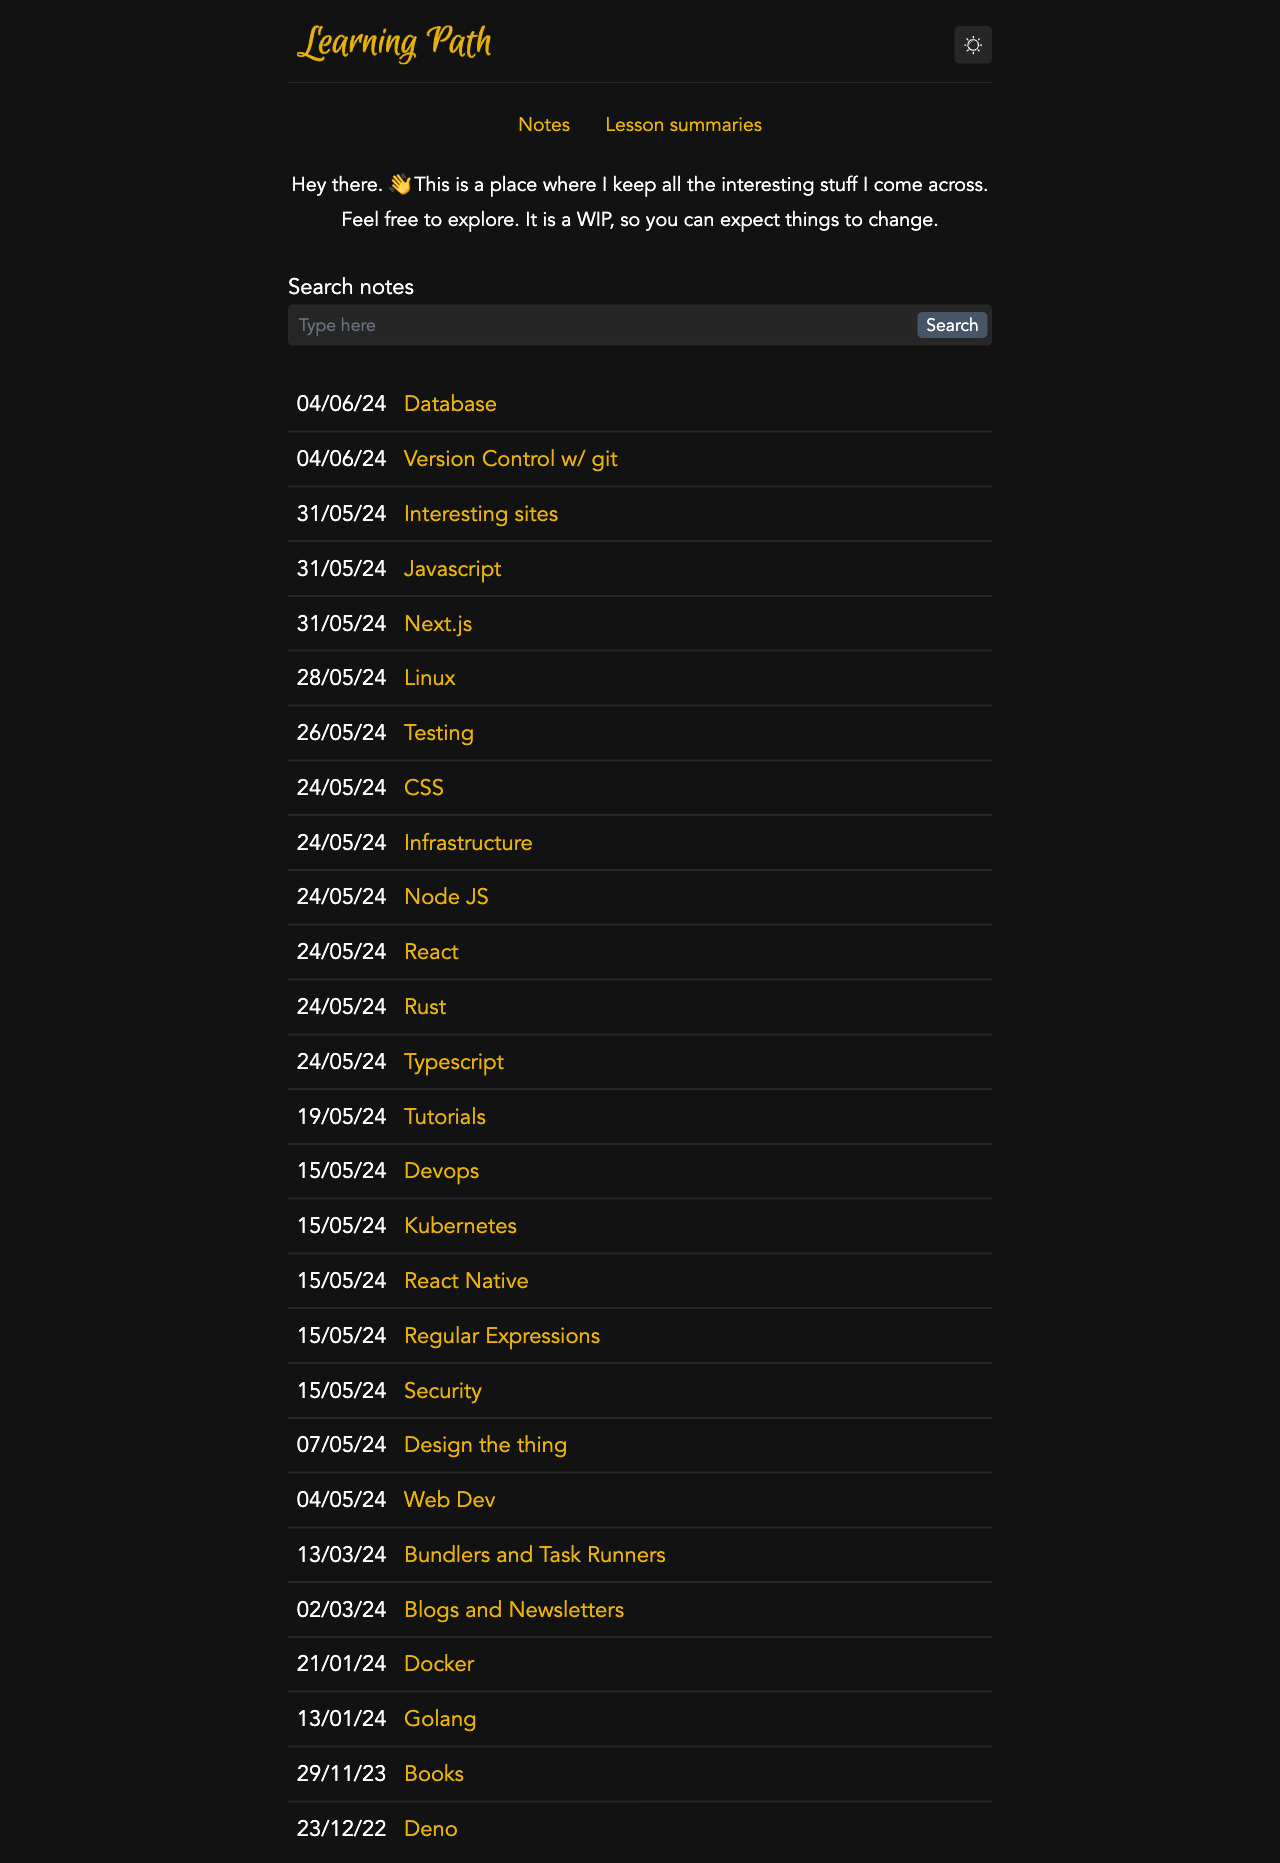 Learning Path
Notes Lesson summaries
Hey there. 👋This is a place where I keep all the interesting stuff I come across.
Feel free to explore. It is a WIP, so you can expect things to change.
Search notes
Type here Search
04/06/24 Database
04/06/24 Version Control w/ git
31/05/24 Interesting sites
31/05/24 Javascript
31/05/24 Next.js
28/05/24 Linux
26/05/24 Testing
24/05/24 CSS
24/05/24 Infrastructure
24/05/24 Node JS
24/05/24 React
24/05/24 Rust
24/05/24 Typescript
19/05/24 Tutorials
15/05/24 Devops
15/05/24 Kubernetes
15/05/24 React Native
15/05/24 Regular Expressions
15/05/24 Security
07/05/24 Design the thing
04/05/24 Web Dev
13/03/24 Bundlers and Task Runners
02/03/24 Blogs and Newsletters
21/01/24 Docker
13/01/24 Golang
29/11/23 Books
23/12/22 Deno